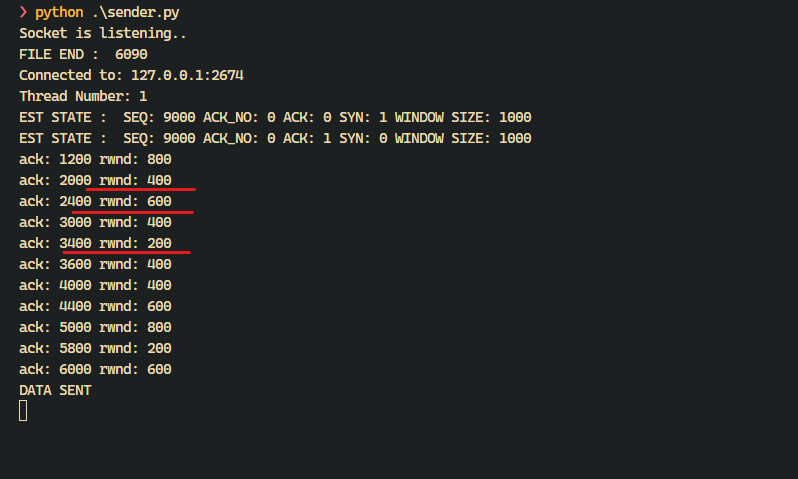 ❯ python .\sender.py
Socket is listening..
FILE END :  6090
Connected to: 127.0.0.1:2674
Thread Number: 1
EST STATE :  SEQ: 9000 ACK_NO: 0 ACK: 0 SYN: 1 WINDOW SIZE: 1000
EST STATE :  SEQ: 9000 ACK_NO: 0 ACK: 1 SYN: 0 WINDOW SIZE: 1000
ack: 1200 rwnd: 800
ack: 2000 rwnd: 400
ack: 2400 rwnd: 600
ack: 3000 rwnd: 400
ack: 3400 rwnd: 200
ack: 3600 rwnd: 400
ack: 4000 rwnd: 400
ack: 4400 rwnd: 600
ack: 5000 rwnd: 800
ack: 5800 rwnd: 200
ack: 6000 rwnd: 600
DATA SENT